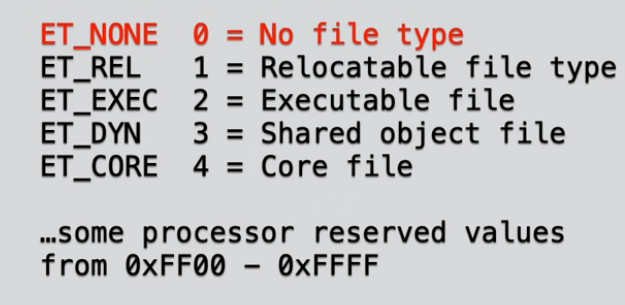 ET_NONE 0 = No file type
ET_REL 1 = Relocatable file type
ET_EXEC 2 = Executable file
ET_DYN 3 = Shared object file
ET_CORE 4 = Core file
…some processor reserved values
from 0xFF00 – 0xFFFF